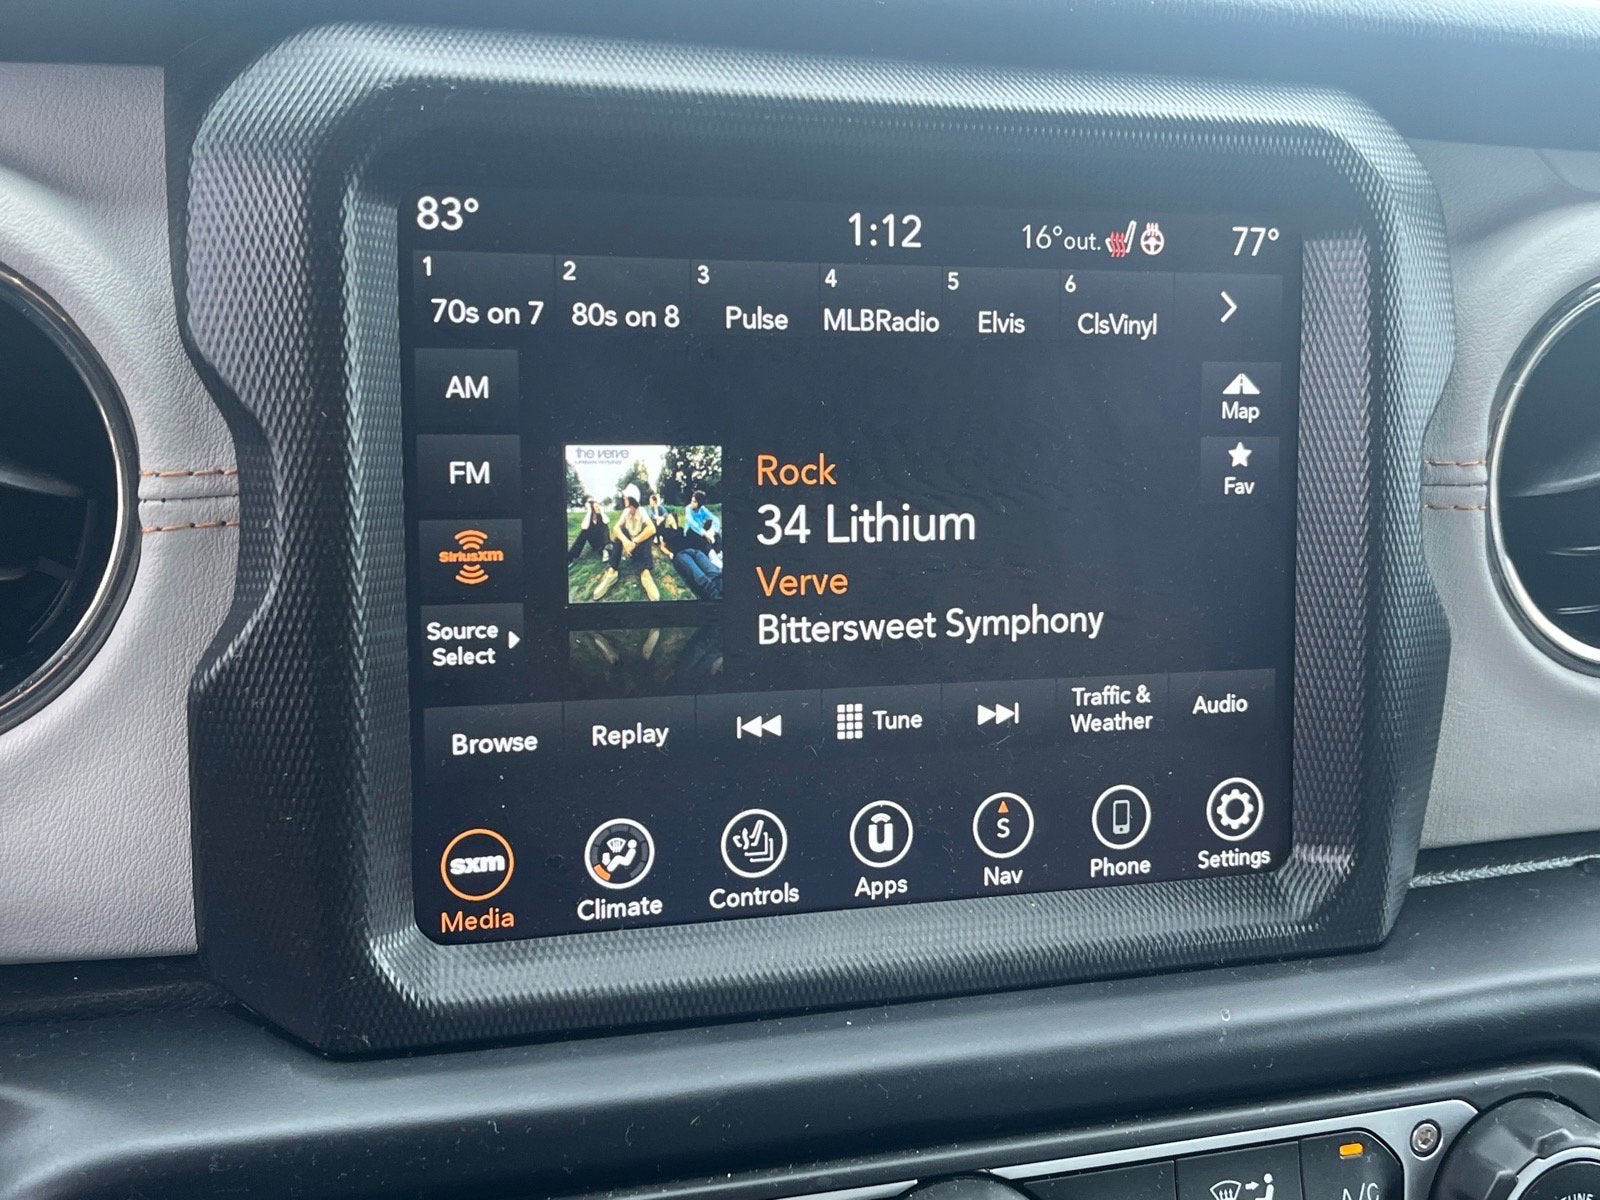 83°
1:12
16°out.
77°
1
70s on 7
2
80s on 8
3
Pulse
4
MLBRadio
5
Elvis
6
ClsVinyl
AM
FM
SiriusXM
Source
Select
the verve
Rock
34 Lithium
Verve
Bittersweet Symphony
Map
Fav
Browse
Replay
Tune
Traffic &
Weather
Audio
sxm
Media
Climate
Controls
ū
Apps
S
Nav
Phone
Settings
A/C
TUNE